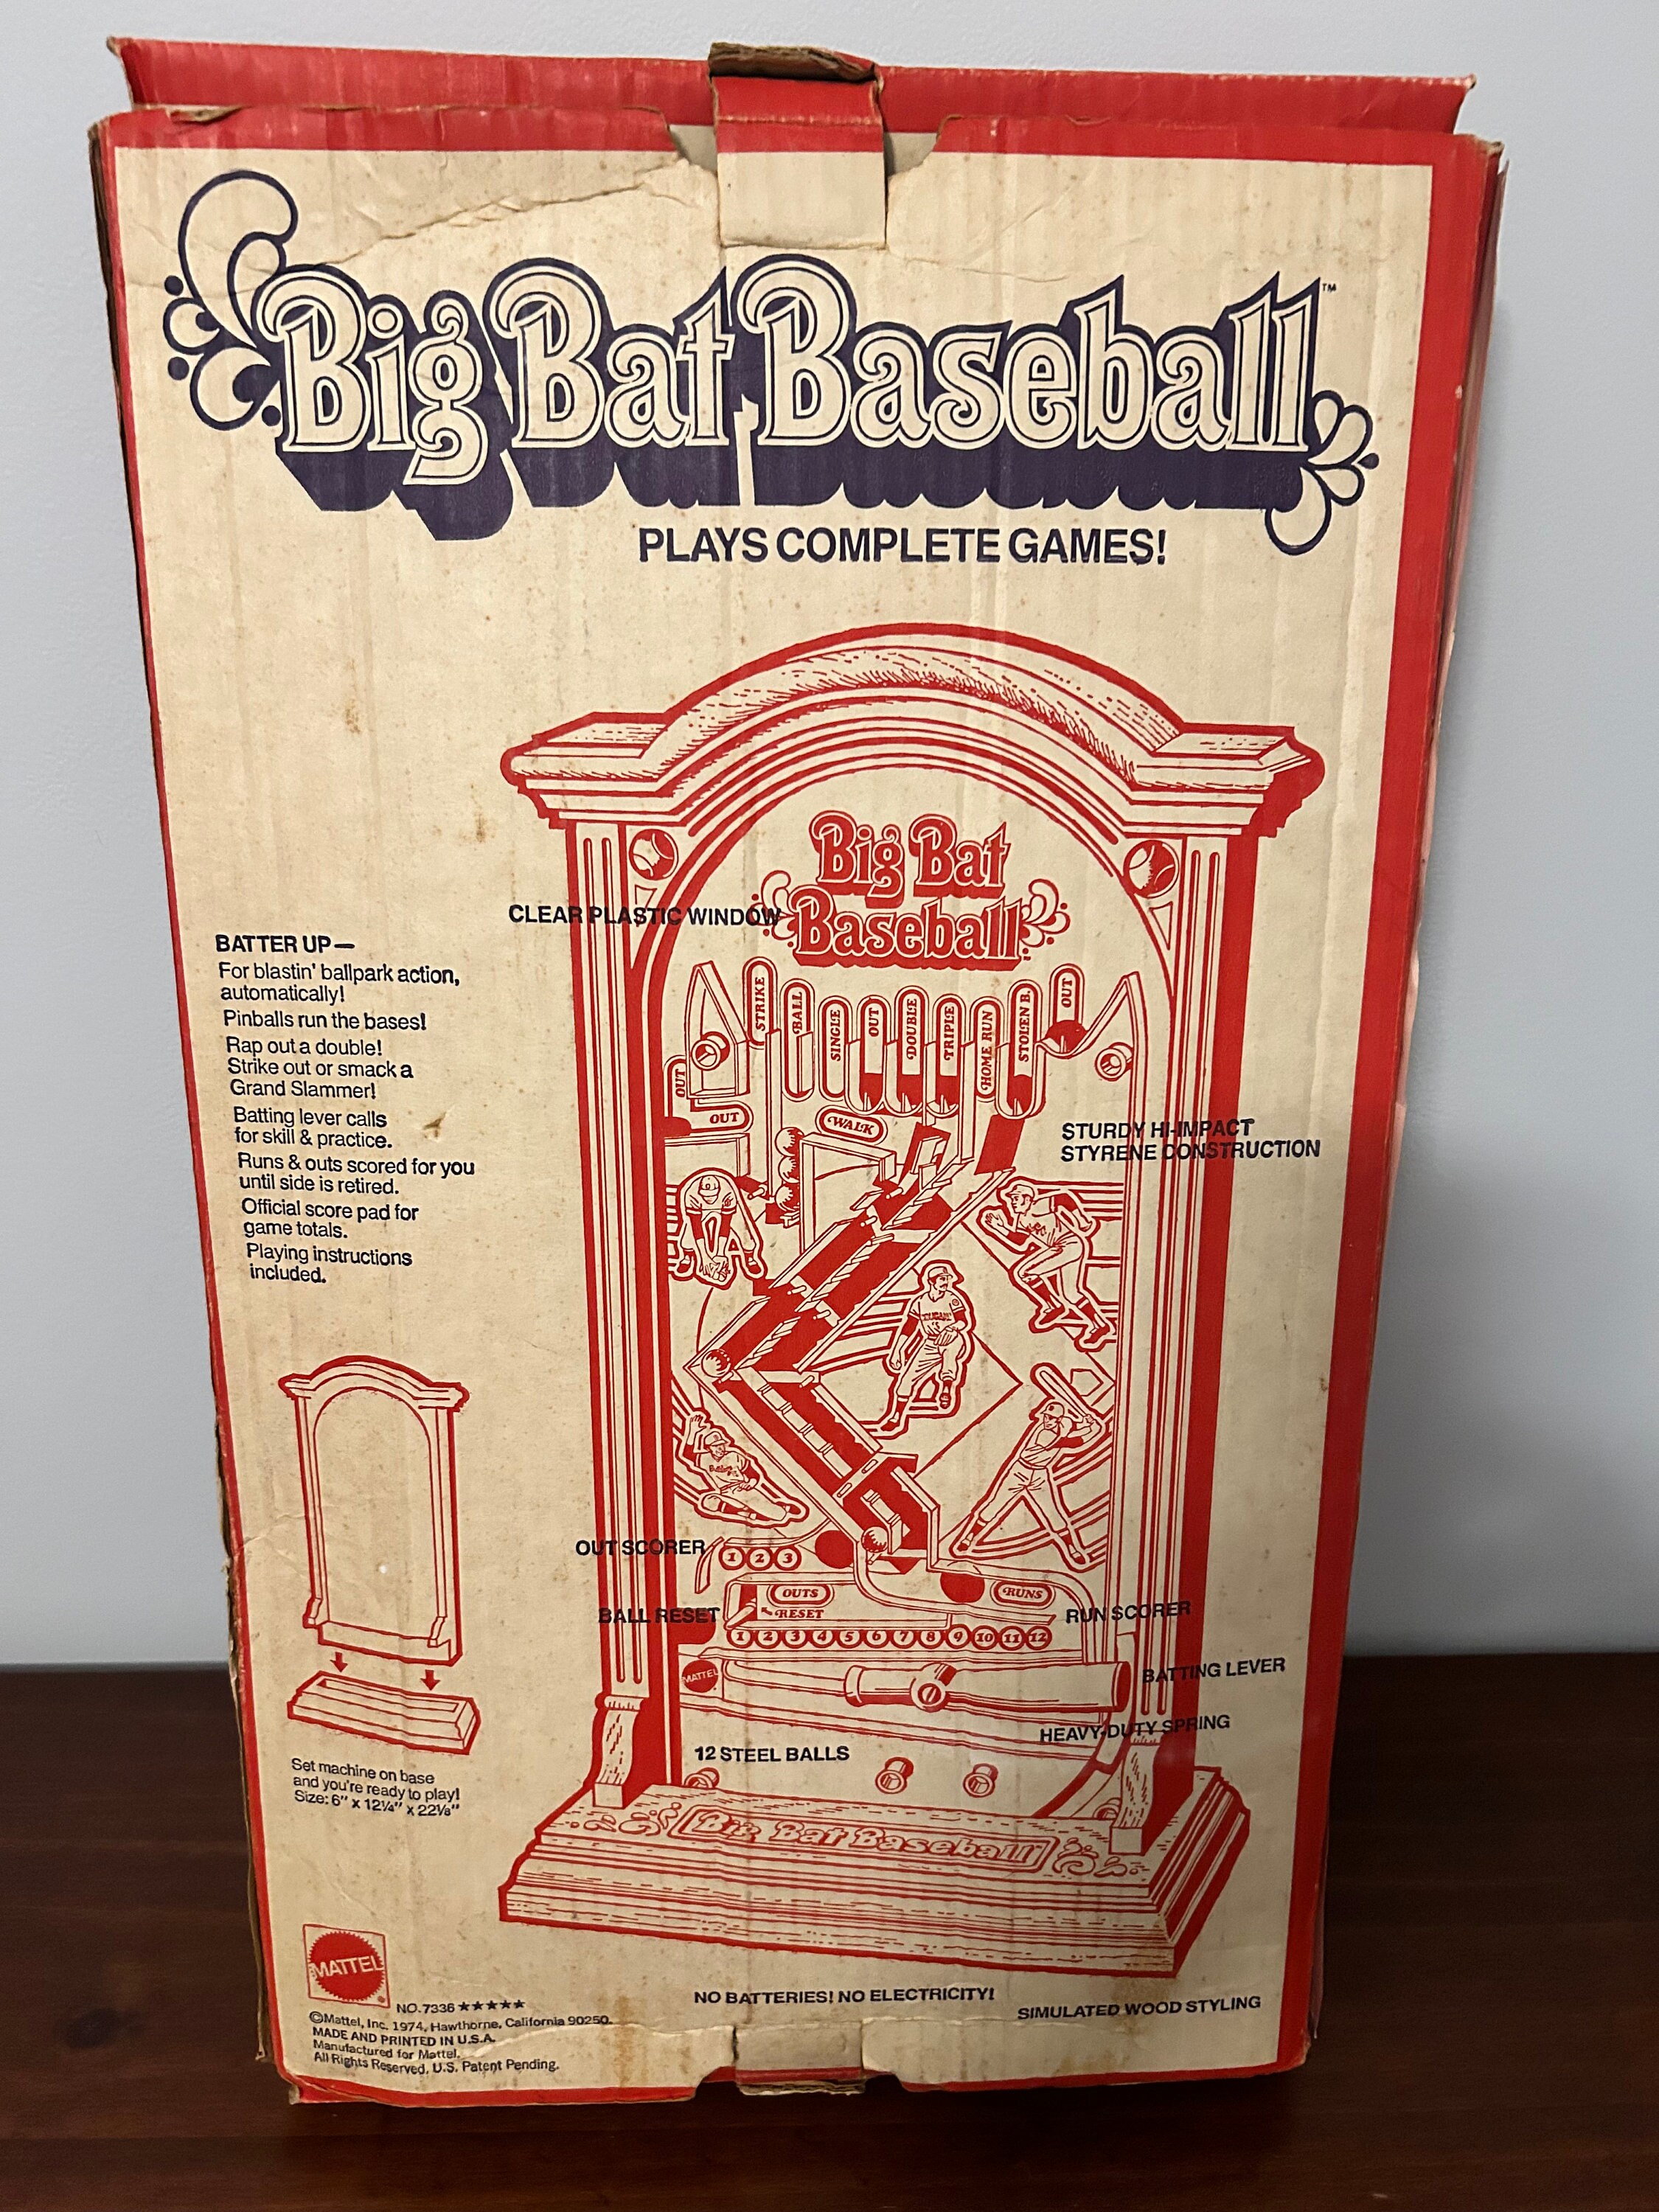 Big Bat Baseball™
PLAYS COMPLETE GAMES!
Big Bat
Baseball
CLEAR PLASTIC WINDOW
BATTER UP—
For blastin' ballpark action,
automatically!
Pinballs run the bases!
Rap out a double!
Strike out or smack a
Grand Slammer!
Batting lever calls
for skill & practice.
Runs & outs scored for you
until side is retired.
Official score pad for
game totals.
Playing instructions
included.
STRIKE
BALL
SINGLE
OUT
DOUBLE
TRIPLE
HOME RUN
STOLEN B.
OUT
OUT
OUT
WALK
STURDY HI-IMPACT
STYRENE CONSTRUCTION
OUT SCORER
1 2 3
OUTS
RUNS
BALL RESET
RESET
RUN SCORER
1 2 3 4 5 6 7 8 9 10 11 12
MATTEL
BATTING LEVER
HEAVY-DUTY SPRING
12 STEEL BALLS
Set machine on base
and you're ready to play!
Size: 6" x 12¼" x 22⅛"
Big Bat Baseball
MATTEL®
NO. 7336 ★★★★★
©Mattel, Inc. 1974, Hawthorne, California 90250.
MADE AND PRINTED IN U.S.A.
Manufactured for Mattel.
All Rights Reserved. U.S. Patent Pending.
NO BATTERIES! NO ELECTRICITY!
SIMULATED WOOD STYLING